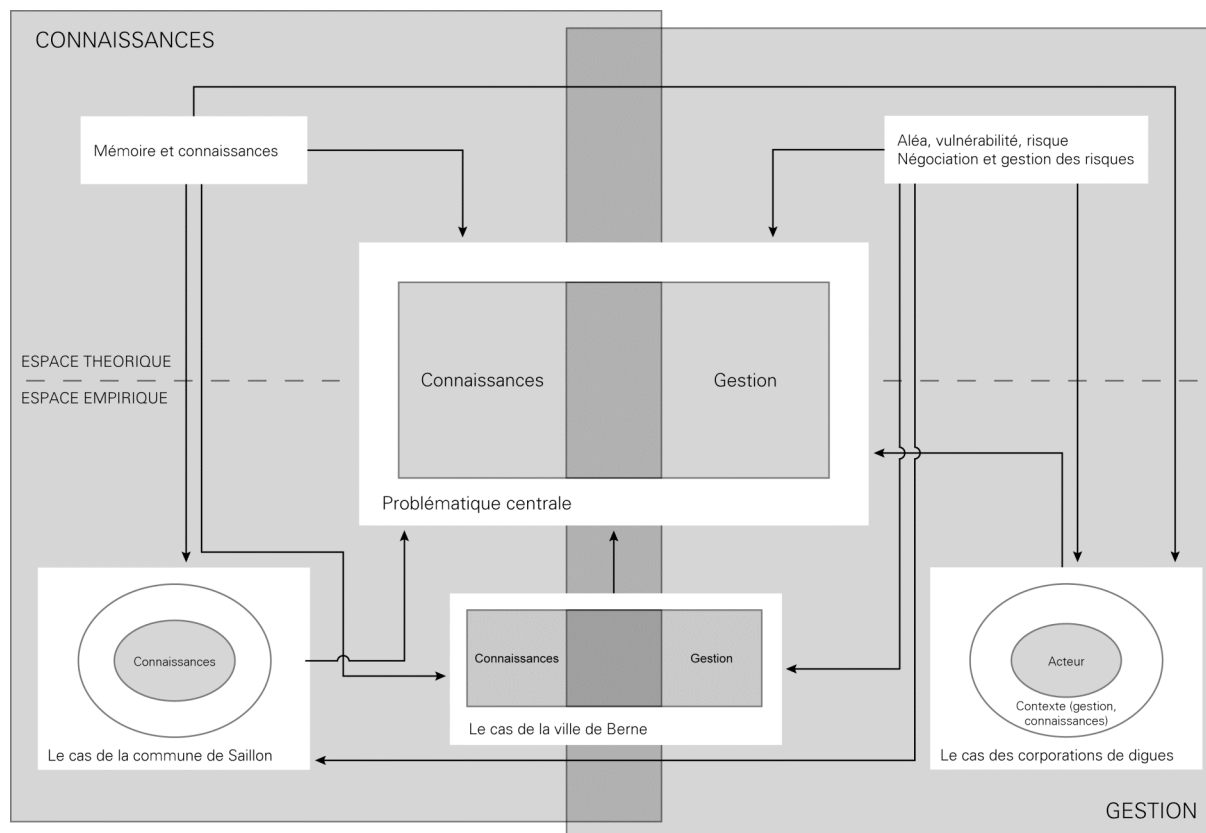 CONNAISSANCES
Mémoire et connaissances
Aléa, vulnérabilité, risque
Négociation et gestion des risques
ESPACE THEORIQUE
ESPACE EMPIRIQUE
Connaissances
Gestion
Problématique centrale
Connaissances
Le cas de la commune de Saillon
Connaissances
Gestion
Le cas de la ville de Berne
Acteur
Contexte (gestion,
connaissances)
Le cas des corporations de digues
GESTION